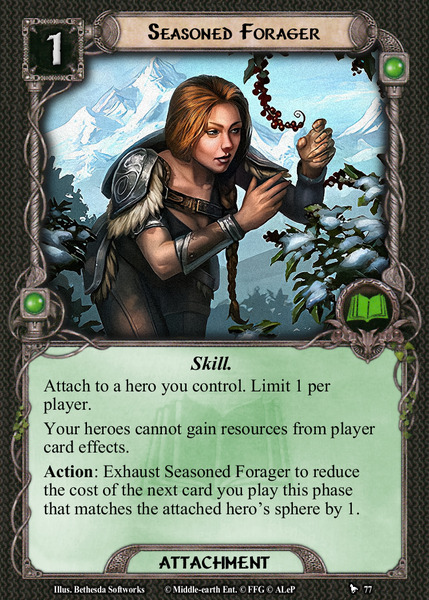 1
Seasoned Forager
Skill.
Attach to a hero you control. Limit 1 per
player.
Your heroes cannot gain resources from player
card effects.
Action: Exhaust Seasoned Forager to reduce
the cost of the next card you play this phase
that matches the attached hero's sphere by 1.
ATTACHMENT
Illus. Bethesda Softworks © Middle-earth Ent. © FFG © ALeP 77